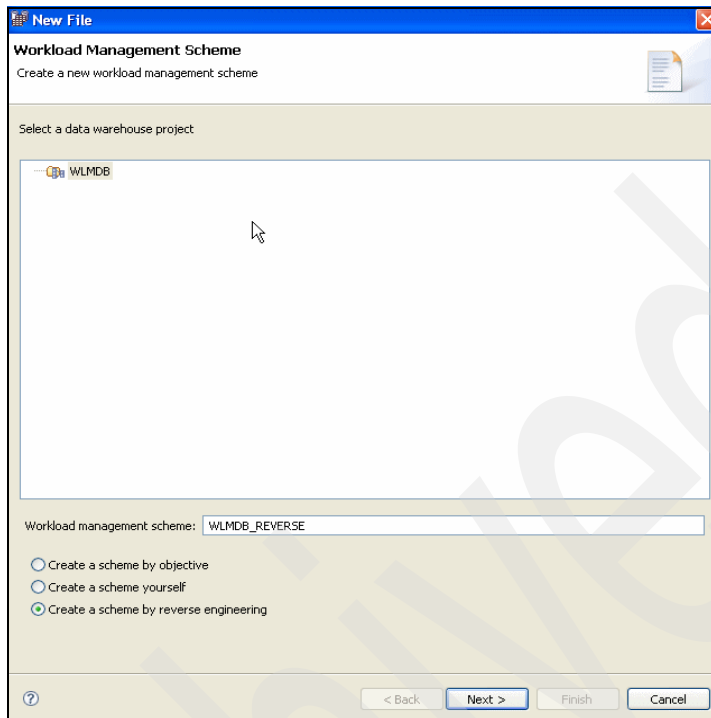 New File
Workload Management Scheme
Create a new workload management scheme
Select a data warehouse project
WLMDB
Workload management scheme: WLMDB_REVERSE
Create a scheme by objective
Create a scheme yourself
Create a scheme by reverse engineering
? < Back Next > Finish Cancel